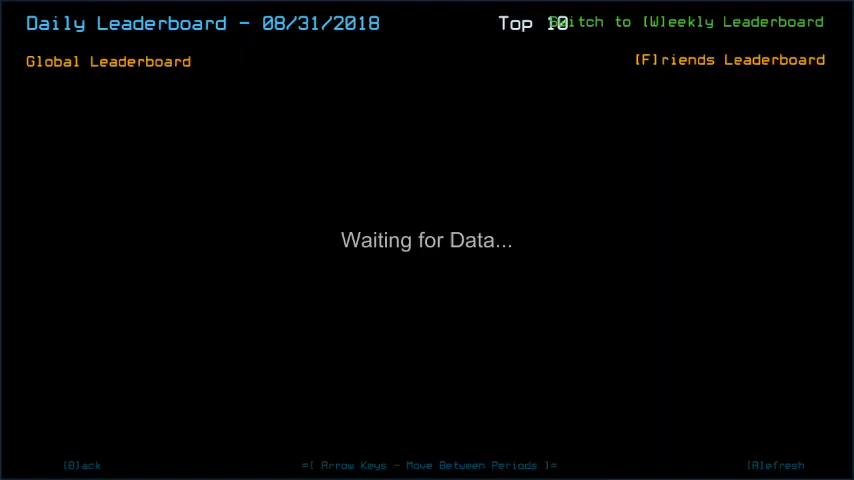 Daily Leaderboard - 08/31/2018
Top 10
Switch to [W]eekly Leaderboard
Global Leaderboard
[F]riends Leaderboard
Waiting for Data...
[B]ack
=[ Arrow Keys - Move Between Periods ]=
[R]efresh